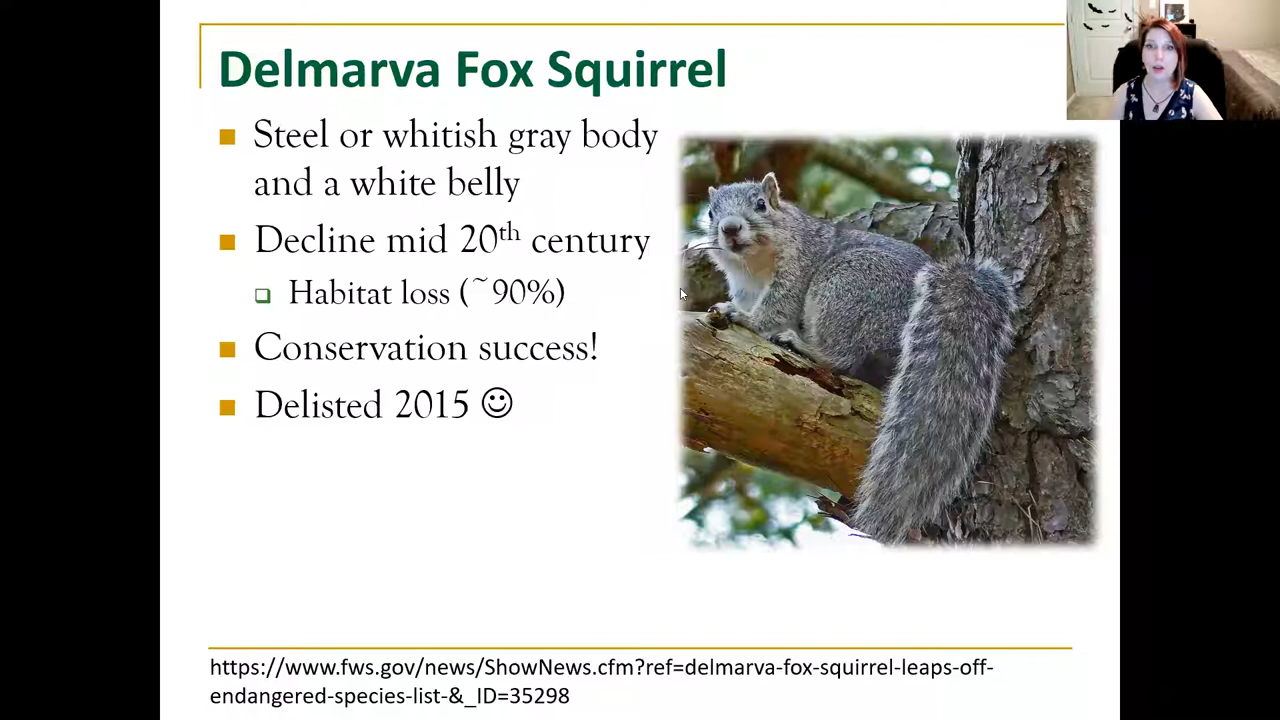 Delmarva Fox Squirrel
Steel or whitish gray body
and a white belly
Decline mid 20th century
Habitat loss (~90%)
Conservation success!
Delisted 2015 ☺
https://www.fws.gov/news/ShowNews.cfm?ref=delmarva-fox-squirrel-leaps-off-
endangered-species-list-&_ID=35298